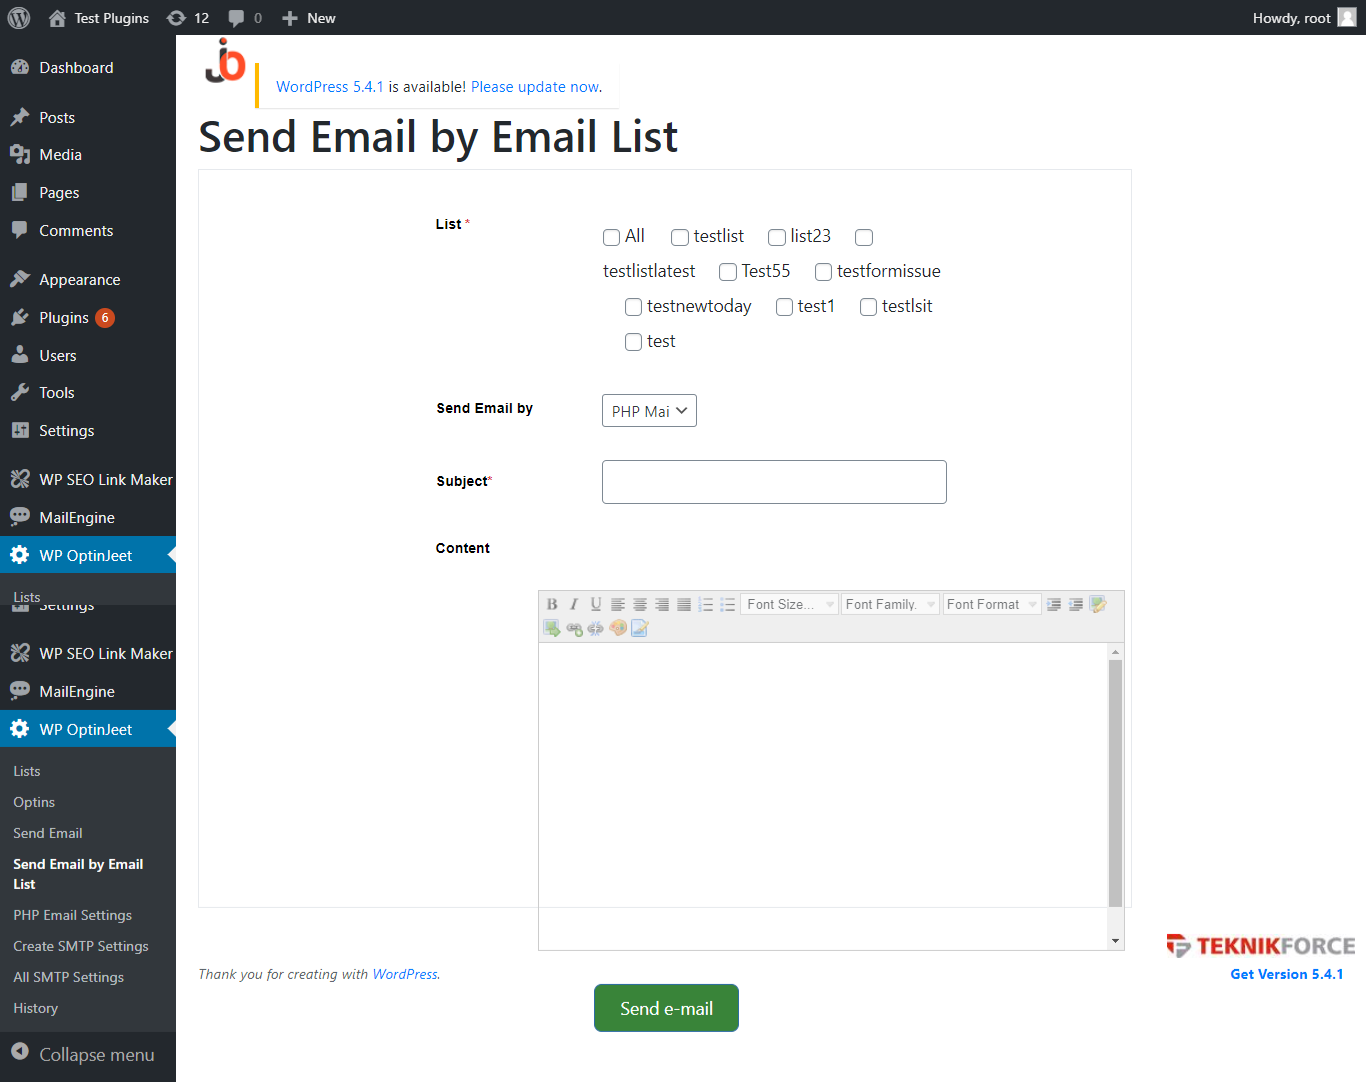 Test Plugins 12 0 New Howdy, root
Dashboard
Posts
Media
Pages
Comments
Appearance
Plugins 6
Users
Tools
Settings
WP SEO Link Maker
MailEngine
WP OptinJeet
Lists
Settings
WP SEO Link Maker
MailEngine
WP OptinJeet
Lists
Optins
Send Email
Send Email by Email
List
PHP Email Settings
Create SMTP Settings
All SMTP Settings
History
Collapse menu
WordPress 5.4.1 is available! Please update now.
Send Email by Email List
List *
All testlist list23
testlistlatest Test55 testformissue
testnewtoday test1 testlsit
test
Send Email by PHP Mai
Subject*
Content
B I U Font Size... Font Family. Font Format
TEKNIKFORCE
Thank you for creating with WordPress. Get Version 5.4.1
Send e-mail